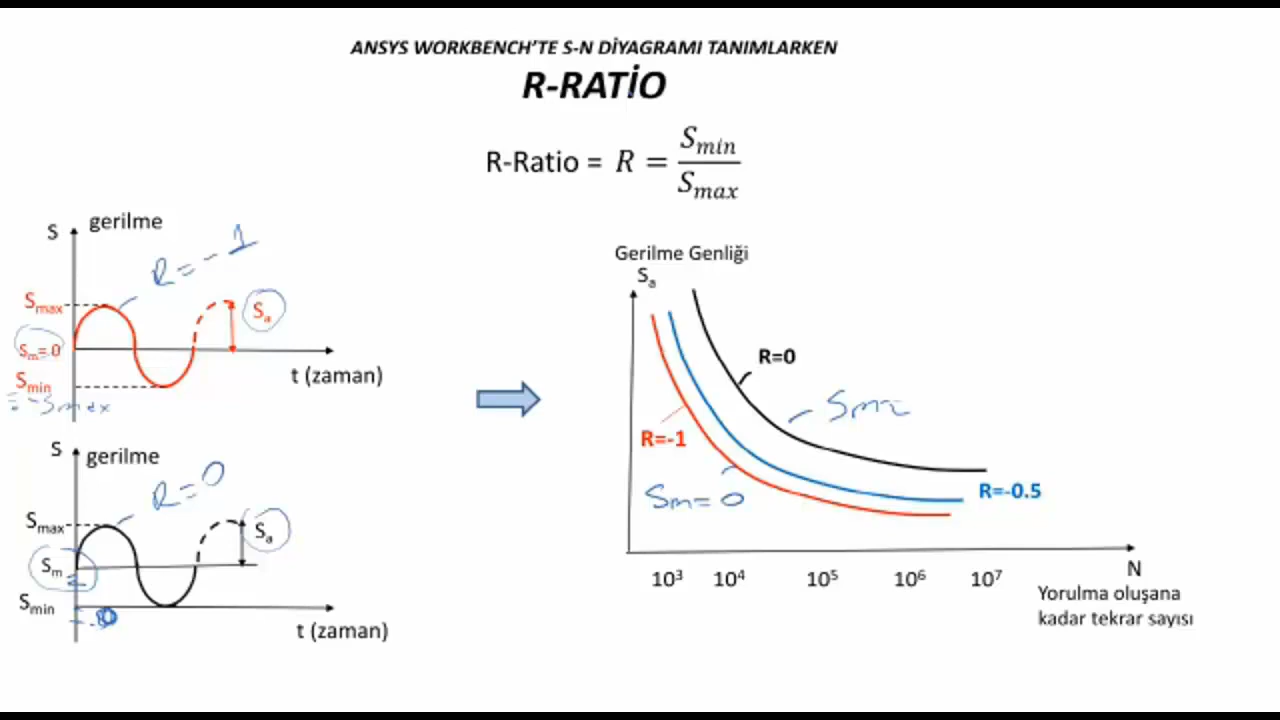 ANSYS WORKBENCH'TE S-N DİYAGRAMI TANIMLARKEN
R-RATİO
R-Ratio = R = Smin / Smax
S gerilme
R = -1
Smax
Sa
Sm=0
Smin
= -Smax
t (zaman)
S gerilme
R = 0
Smax
Sa
Sm
Smin
= 0
t (zaman)
Gerilme Genliği
Sa
R=0
Sm=
R=-1
Sm=0
R=-0.5
10³ 10⁴ 10⁵ 10⁶ 10⁷
N
Yorulma oluşana
kadar tekrar sayısı